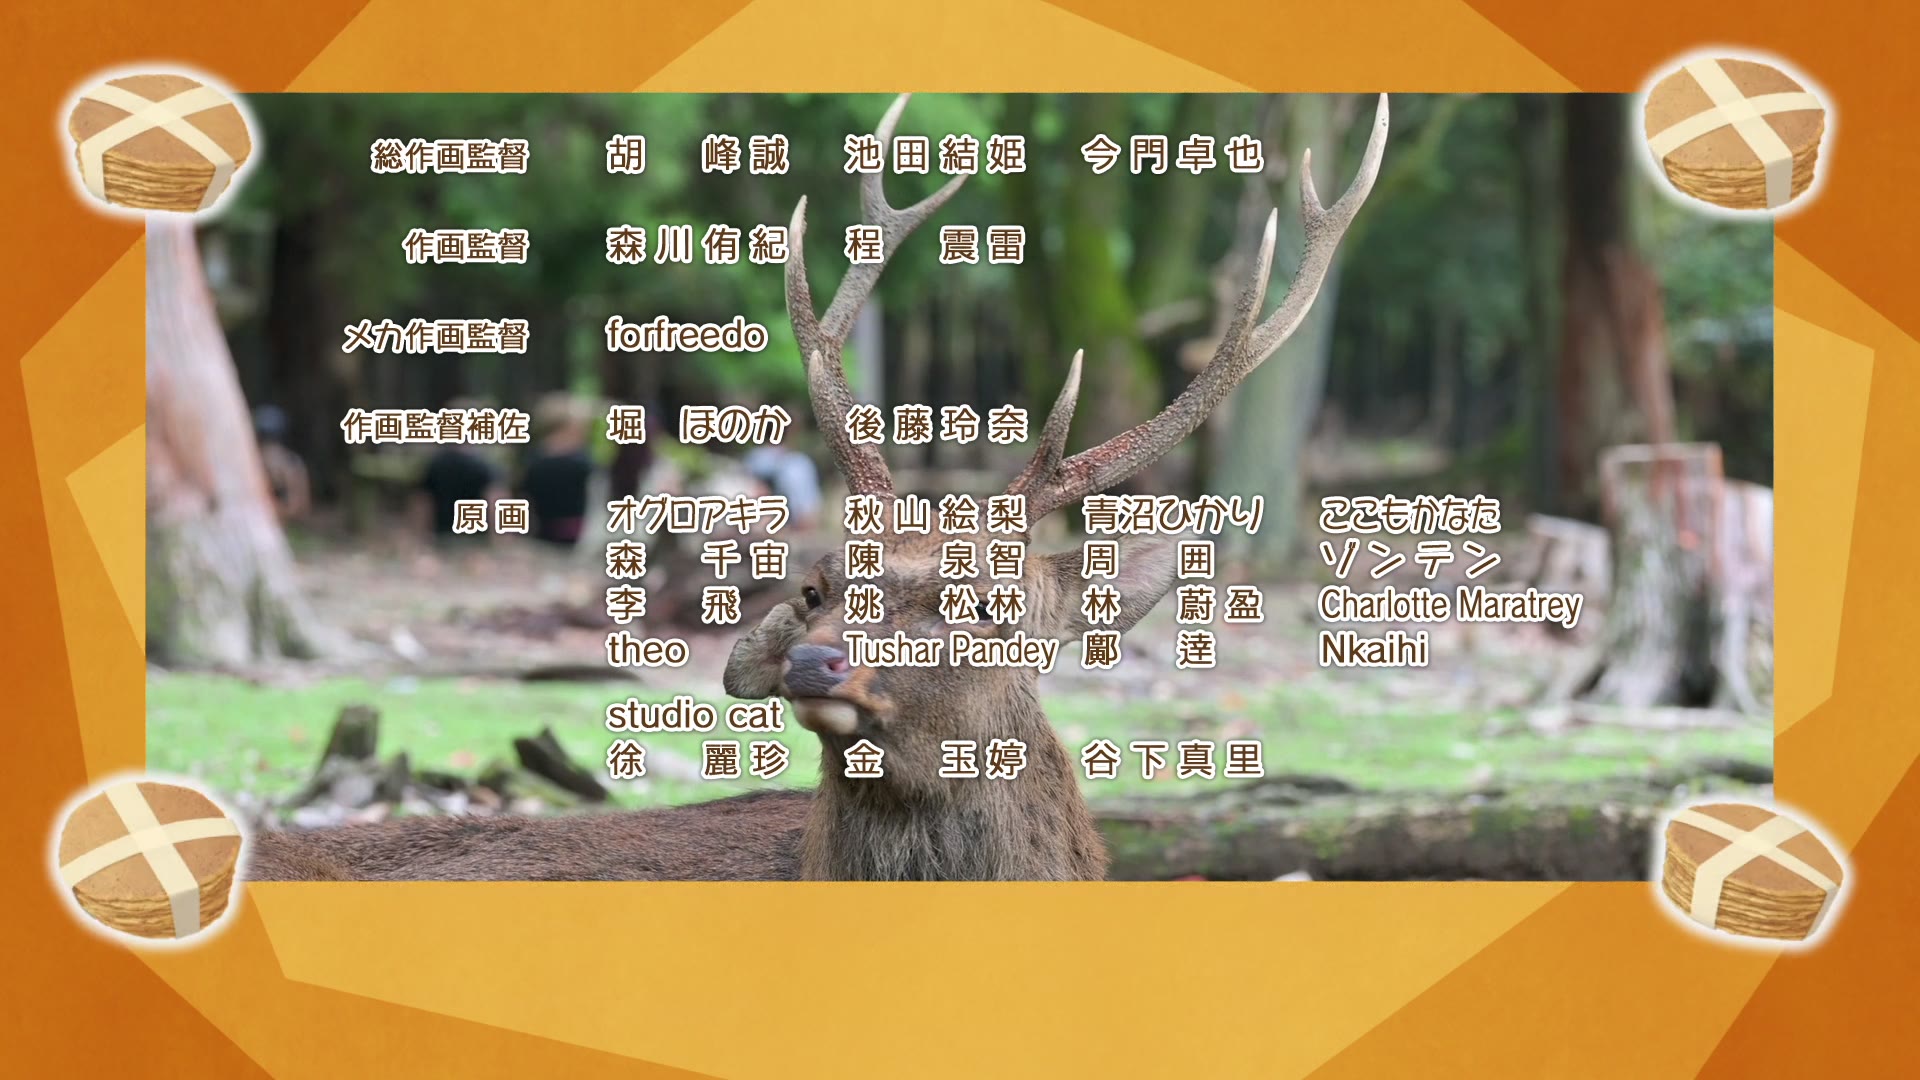 総作画監督 胡 峰誠 池田結姫 今門卓也
作画監督 森川侑紀 程 震雷
メカ作画監督 forfreedo
作画監督補佐 堀 ほのか 後藤玲奈
原画 オグロアキラ 秋山絵梨 青沼ひかり ここもかなた
森 千宙 陳 泉智 周 囲 ゾンテン
李 飛 姚 松林 林 蔚盈 Charlotte Maratrey
theo Tushar Pandey 鄺 達 Nkaihi
studio cat
徐 麗珍 金 玉婷 谷下真里